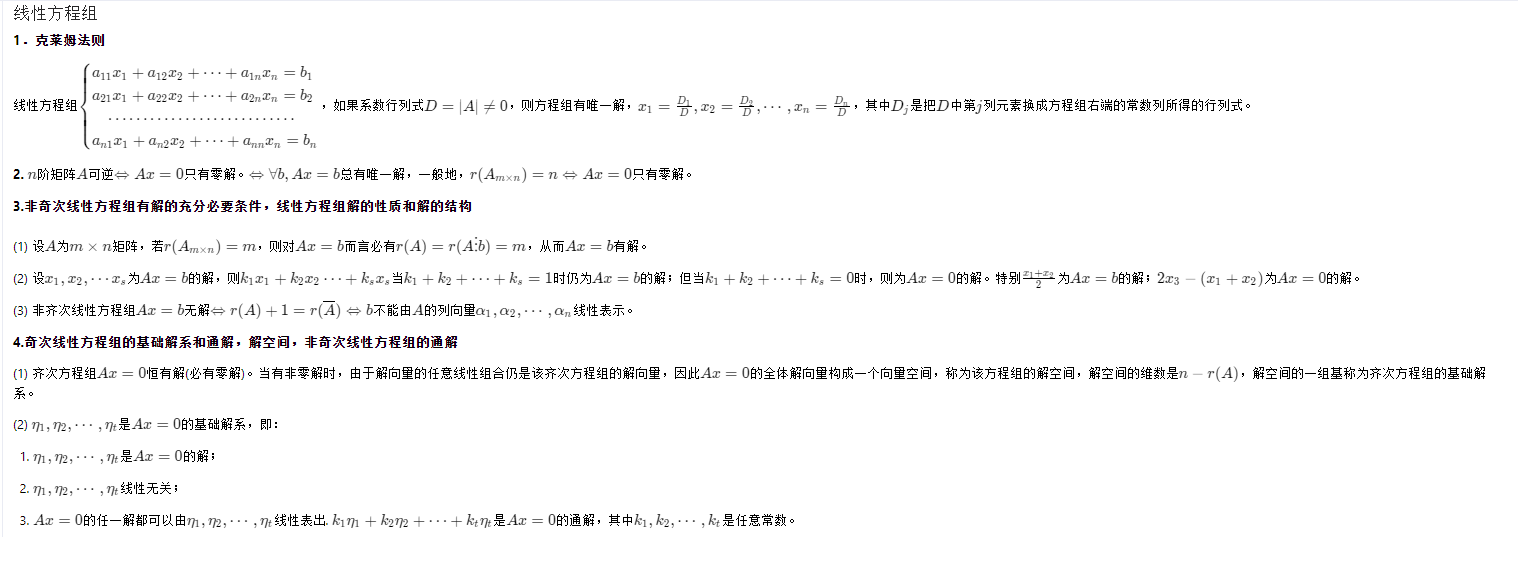 线性方程组
1．克莱姆法则
线性方程组 $\begin{cases} a_{11}x_1 + a_{12}x_2 + \cdots + a_{1n}x_n = b_1 \\ a_{21}x_1 + a_{22}x_2 + \cdots + a_{2n}x_n = b_2 \\ \cdots\cdots\cdots\cdots\cdots\cdots\cdots\cdots\cdots \\ a_{n1}x_1 + a_{n2}x_2 + \cdots + a_{nn}x_n = b_n \end{cases}$ ，如果系数行列式$D = |A| \neq 0$，则方程组有唯一解，$x_1 = \frac{D_1}{D}, x_2 = \frac{D_2}{D}, \cdots, x_n = \frac{D_n}{D}$，其中$D_j$是把$D$中第$j$列元素换成方程组右端的常数列所得的行列式。
2. $n$阶矩阵$A$可逆$\Leftrightarrow Ax = 0$只有零解。$\Leftrightarrow \forall b, Ax = b$总有唯一解，一般地，$r(A_{m \times n}) = n \Leftrightarrow Ax = 0$只有零解。
3.非奇次线性方程组有解的充分必要条件，线性方程组解的性质和解的结构
(1) 设$A$为$m \times n$矩阵，若$r(A_{m \times n}) = m$，则对$Ax = b$而言必有$r(A) = r(A \vdots b) = m$，从而$Ax = b$有解。
(2) 设$x_1, x_2, \cdots x_s$为$Ax = b$的解，则$k_1x_1 + k_2x_2 \cdots + k_sx_s$当$k_1 + k_2 + \cdots + k_s = 1$时仍为$Ax = b$的解；但当$k_1 + k_2 + \cdots + k_s = 0$时，则为$Ax = 0$的解。特别$\frac{x_1 + x_2}{2}$为$Ax = b$的解；$2x_3 - (x_1 + x_2)$为$Ax = 0$的解。
(3) 非齐次线性方程组$Ax = b$无解$\Leftrightarrow r(A) + 1 = r(\overline{A}) \Leftrightarrow b$不能由$A$的列向量$\alpha_1, \alpha_2, \cdots, \alpha_n$线性表示。
4.奇次线性方程组的基础解系和通解，解空间，非奇次线性方程组的通解
(1) 齐次方程组$Ax = 0$恒有解(必有零解)。当有非零解时，由于解向量的任意线性组合仍是该齐次方程组的解向量，因此$Ax = 0$的全体解向量构成一个向量空间，称为该方程组的解空间，解空间的维数是$n - r(A)$，解空间的一组基称为齐次方程组的基础解
系。
(2) $\eta_1, \eta_2, \cdots, \eta_t$是$Ax = 0$的基础解系，即：
1. $\eta_1, \eta_2, \cdots, \eta_t$是$Ax = 0$的解；
2. $\eta_1, \eta_2, \cdots, \eta_t$线性无关；
3. $Ax = 0$的任一解都可以由$\eta_1, \eta_2, \cdots, \eta_t$线性表出. $k_1\eta_1 + k_2\eta_2 + \cdots + k_t\eta_t$是$Ax = 0$的通解，其中$k_1, k_2, \cdots, k_t$是任意常数。